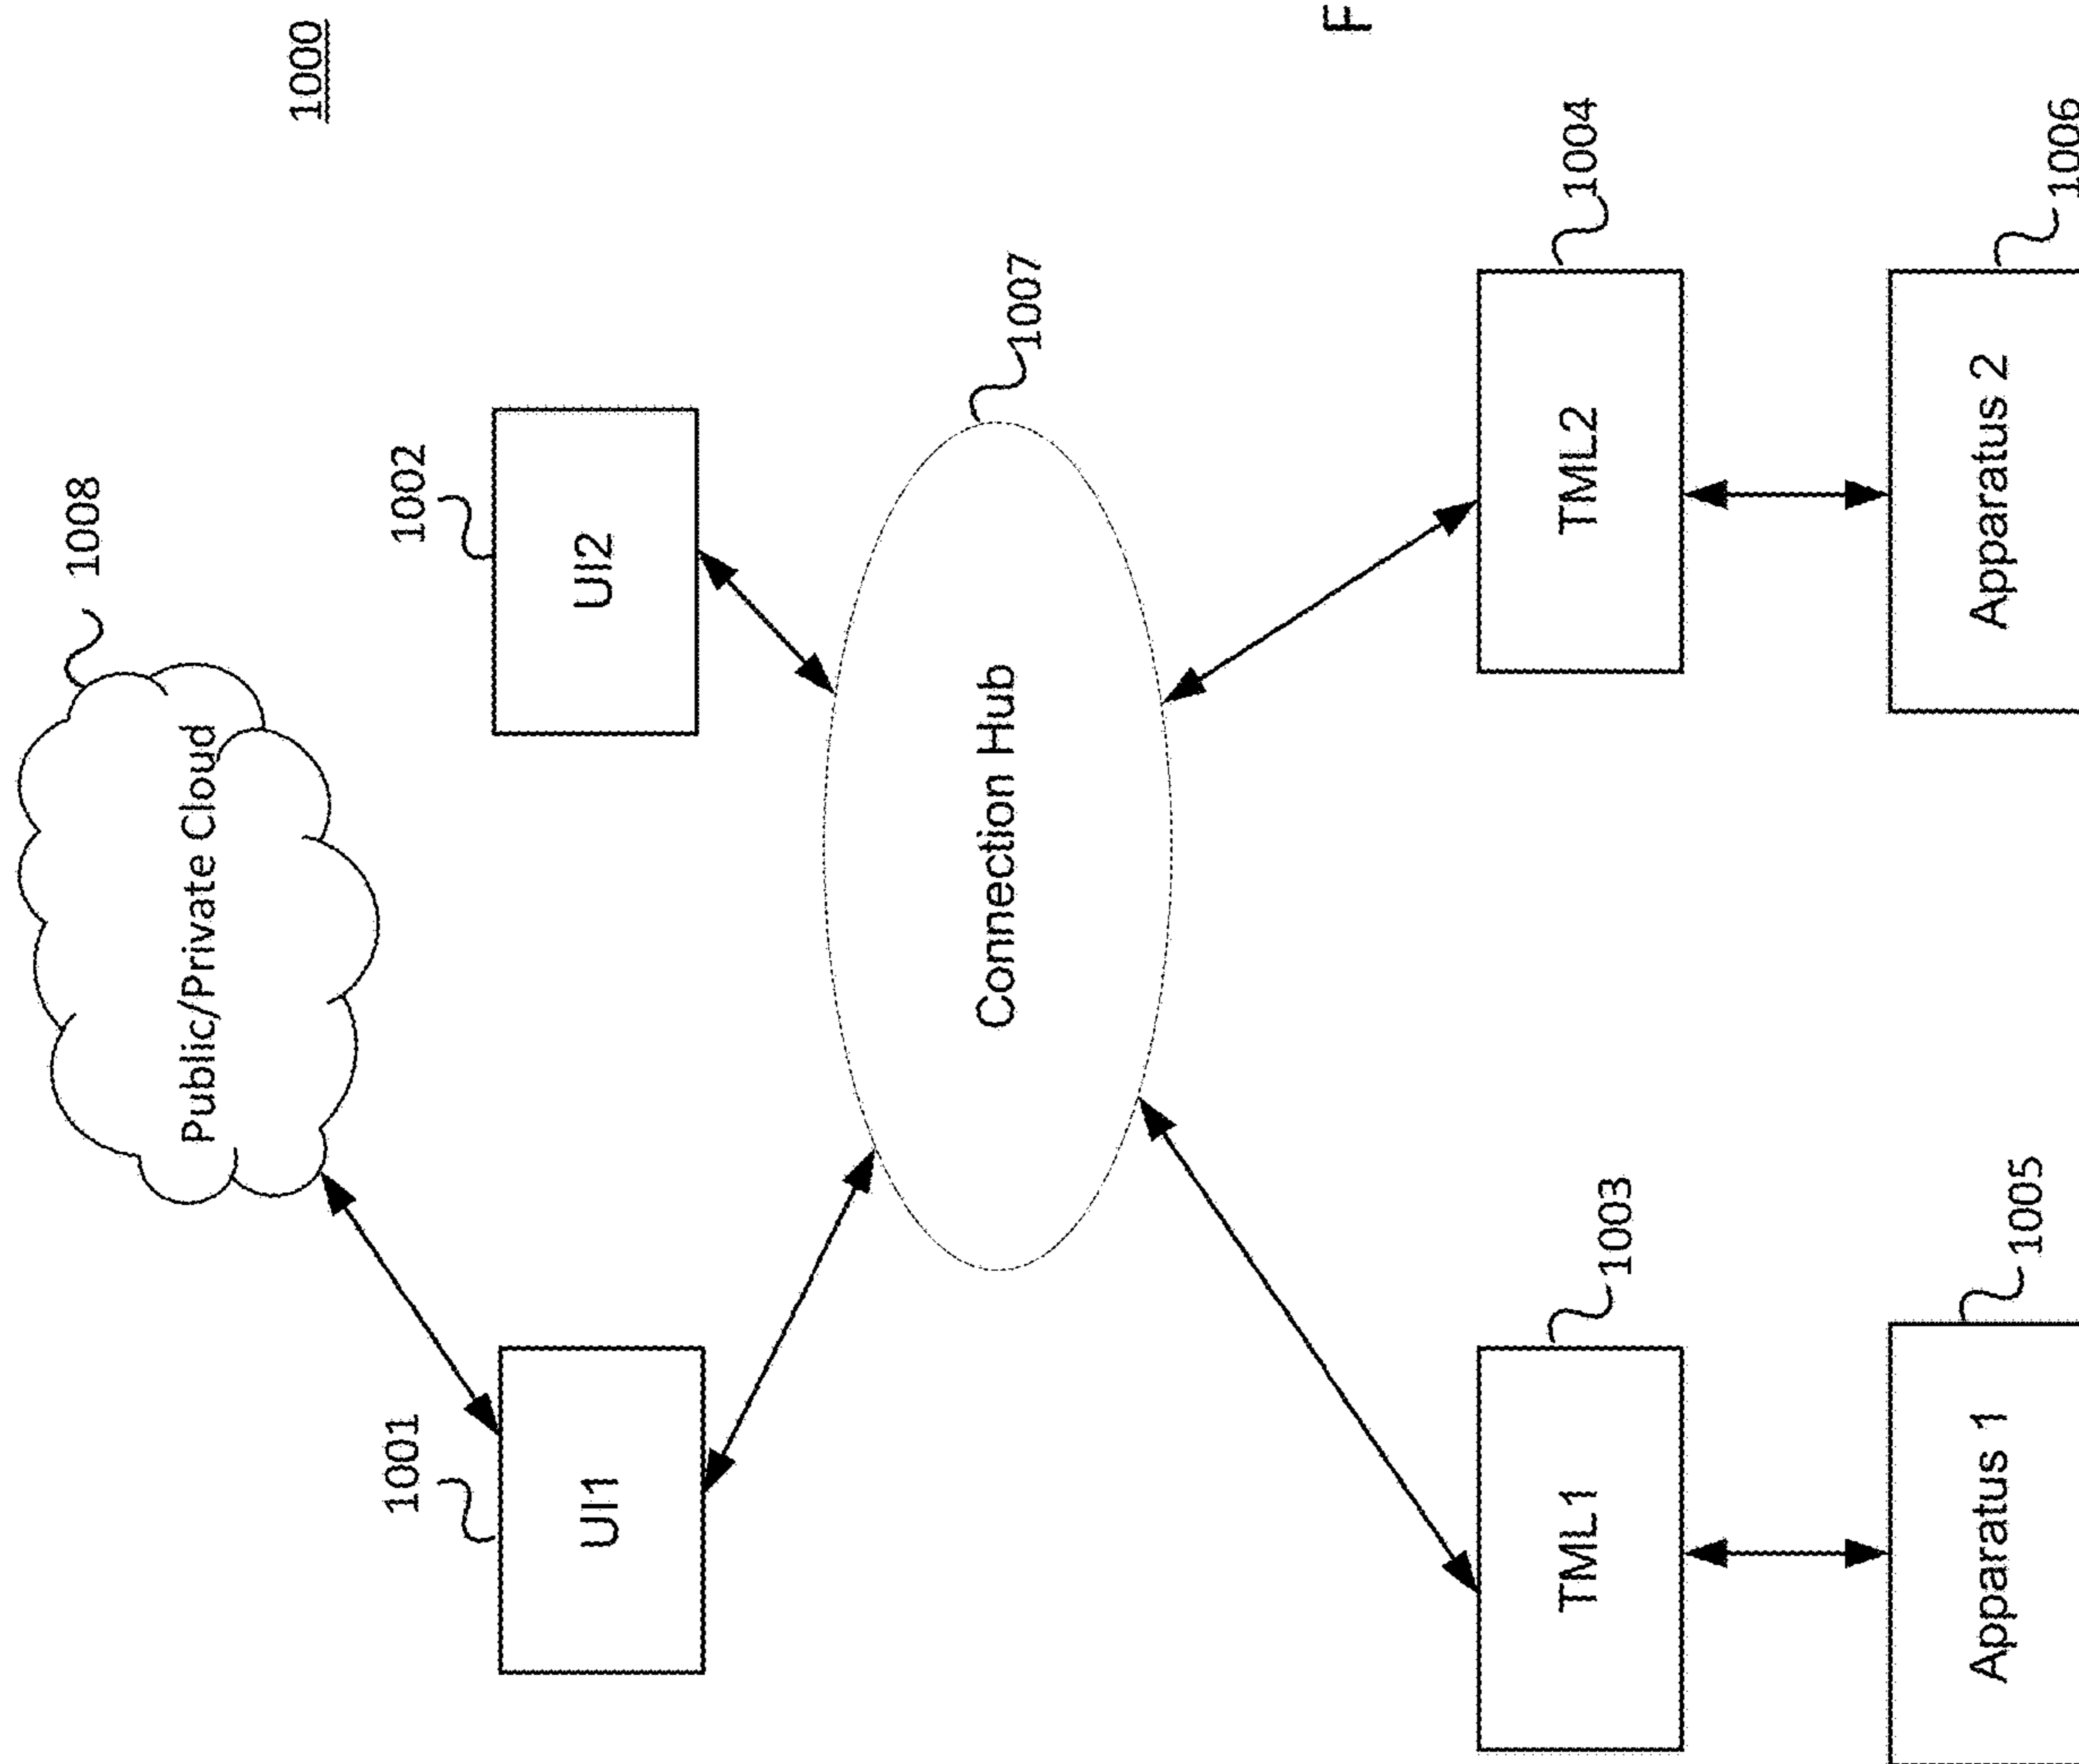 1000
1008
Public/Private Cloud
1001
1002
UI1
UI2
1007
Connection Hub
F
1003
1004
TML1
TML2
1005
1006
Apparatus 1
Apparatus 2